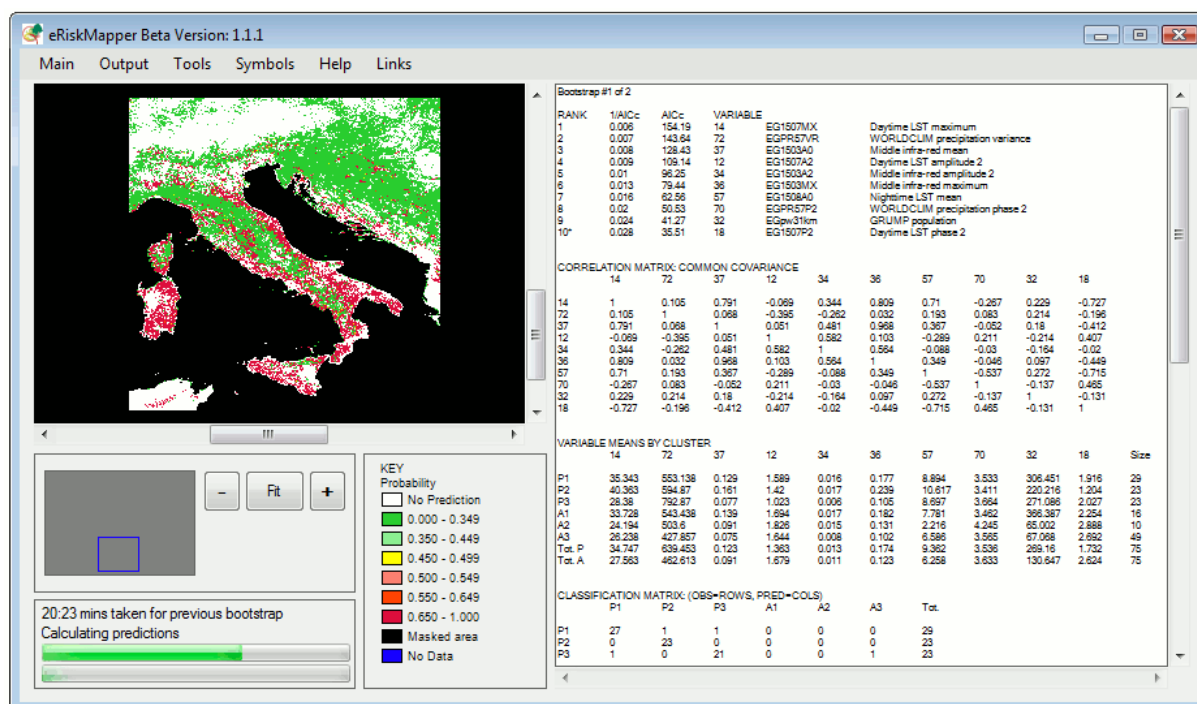 eRiskMapper Beta Version: 1.1.1
Main Output Tools Symbols Help Links
Bootstrap #1 of 2
RANK 1/AICc AICc VARIABLE
1 0.006 154.19 14 EG1507MX Daytime LST maximum
2 0.007 143.64 72 EGPR57VR WORLDCLIM precipitation variance
3 0.008 128.43 37 EG1503A0 Middle infra-red mean
4 0.009 109.14 12 EG1507A2 Daytime LST amplitude 2
5 0.01 96.25 34 EG1503A2 Middle infra-red amplitude 2
6 0.013 79.44 36 EG1503MX Middle infra-red maximum
7 0.016 62.56 57 EG1508A0 Nighttime LST mean
8 0.02 50.53 70 EGPR57P2 WORLDCLIM precipitation phase 2
9 0.024 41.27 32 EGpw31km GRUMP population
10* 0.028 35.51 18 EG1507P2 Daytime LST phase 2
CORRELATION MATRIX: COMMON COVARIANCE
14 72 37 12 34 36 57 70 32 18
14 1 0.105 0.791 -0.069 0.344 0.809 0.71 -0.267 0.229 -0.727
72 0.105 1 0.068 -0.395 -0.262 0.032 0.193 0.083 0.214 -0.196
37 0.791 0.068 1 0.051 0.481 0.968 0.367 -0.052 0.18 -0.412
12 -0.069 -0.395 0.051 1 0.582 0.103 -0.289 0.211 -0.214 0.407
34 0.344 -0.262 0.481 0.582 1 0.564 -0.088 -0.03 -0.164 -0.02
36 0.809 0.032 0.968 0.103 0.564 1 0.349 -0.046 0.097 -0.449
57 0.71 0.193 0.367 -0.289 -0.088 0.349 1 -0.537 0.272 -0.715
70 -0.267 0.083 -0.052 0.211 -0.03 -0.046 -0.537 1 -0.137 0.465
32 0.229 0.214 0.18 -0.214 -0.164 0.097 0.272 -0.137 1 -0.131
18 -0.727 -0.196 -0.412 0.407 -0.02 -0.449 -0.715 0.465 -0.131 1
VARIABLE MEANS BY CLUSTER
14 72 37 12 34 36 57 70 32 18 Size
P1 35.343 553.138 0.129 1.589 0.016 0.177 8.894 3.533 306.451 1.916 29
P2 40.363 594.87 0.161 1.42 0.017 0.239 10.617 3.411 220.216 1.204 23
P3 28.38 792.87 0.077 1.023 0.006 0.105 8.697 3.664 271.086 2.027 23
A1 33.728 543.438 0.139 1.694 0.017 0.182 7.781 3.462 366.387 2.254 16
A2 24.194 503.6 0.091 1.826 0.015 0.131 2.216 4.245 65.002 2.888 10
A3 26.238 427.857 0.075 1.644 0.008 0.102 6.586 3.565 67.068 2.692 49
Tot. P 34.747 639.453 0.123 1.363 0.013 0.174 9.362 3.536 269.16 1.732 75
Tot. A 27.563 462.613 0.091 1.679 0.011 0.123 6.258 3.633 130.647 2.624 75
CLASSIFICATION MATRIX: (OBS=ROWS, PRED=COLS)
P1 P2 P3 A1 A2 A3 Tot.
P1 27 1 1 0 0 0 29
P2 0 23 0 0 0 0 23
P3 1 0 21 0 0 1 23
- Fit +
20:23 mins taken for previous bootstrap
Calculating predictions
KEY
Probability
No Prediction
0.000 - 0.349
0.350 - 0.449
0.450 - 0.499
0.500 - 0.549
0.550 - 0.649
0.650 - 1.000
Masked area
No Data